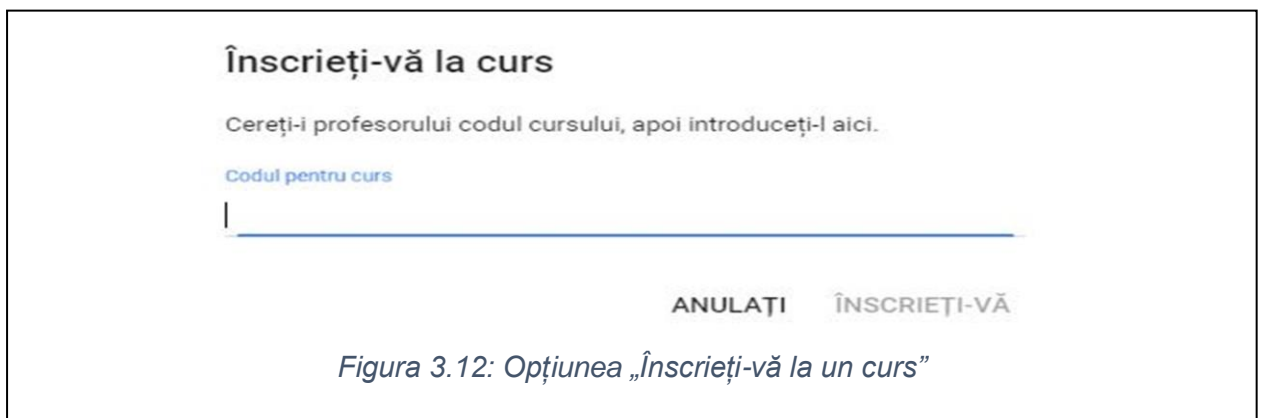 Înscrieți-vă la curs
Cereți-i profesorului codul cursului, apoi introduceți-l aici.
Codul pentru curs
ANULAȚI ÎNSCRIEȚI-VĂ
Figura 3.12: Opțiunea „Înscrieți-vă la un curs”